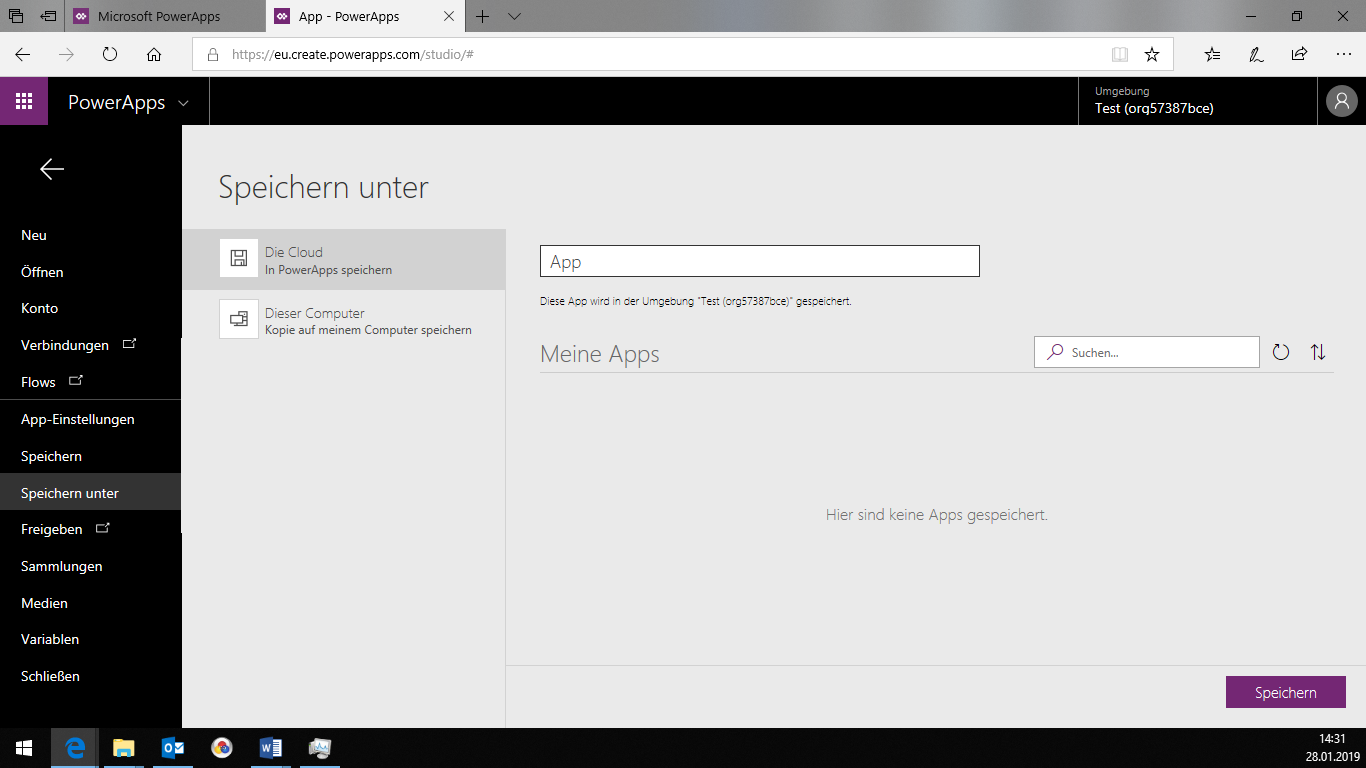 Microsoft PowerApps
App - PowerApps
https://eu.create.powerapps.com/studio/#
PowerApps
Umgebung
Test (org57387bce)
Speichern unter
Neu
Öffnen
Konto
Verbindungen
Flows
App-Einstellungen
Speichern
Speichern unter
Freigeben
Sammlungen
Medien
Variablen
Schließen
Die Cloud
In PowerApps speichern
Dieser Computer
Kopie auf meinem Computer speichern
App
Diese App wird in der Umgebung "Test (org57387bce)" gespeichert.
Meine Apps
Suchen...
Hier sind keine Apps gespeichert.
Speichern
14:31
28.01.2019